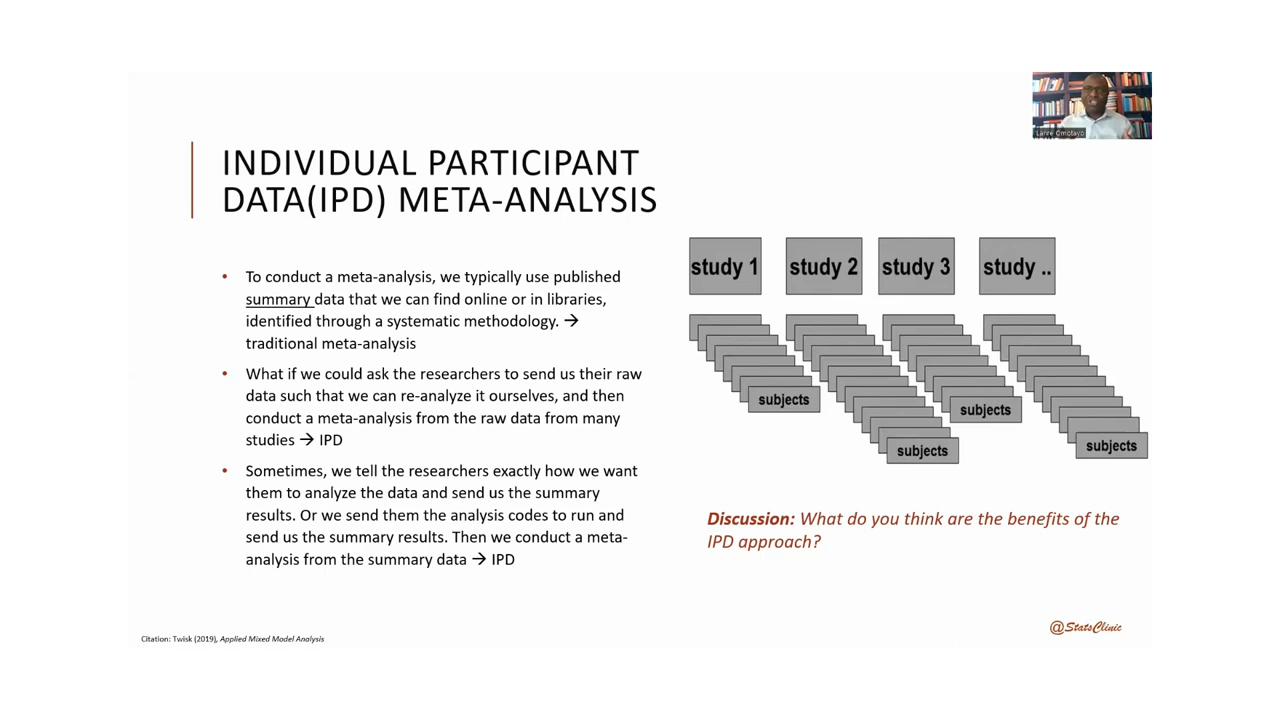 Lanre Omotayo
INDIVIDUAL PARTICIPANT
DATA(IPD) META-ANALYSIS
• To conduct a meta-analysis, we typically use published
summary data that we can find online or in libraries,
identified through a systematic methodology. →
traditional meta-analysis
• What if we could ask the researchers to send us their raw
data such that we can re-analyze it ourselves, and then
conduct a meta-analysis from the raw data from many
studies → IPD
• Sometimes, we tell the researchers exactly how we want
them to analyze the data and send us the summary
results. Or we send them the analysis codes to run and
send us the summary results. Then we conduct a meta-
analysis from the summary data → IPD
study 1
study 2
study 3
study ..
subjects
subjects
subjects
subjects
Discussion: What do you think are the benefits of the
IPD approach?
Citation: Twisk (2019), Applied Mixed Model Analysis
@StatsClinic